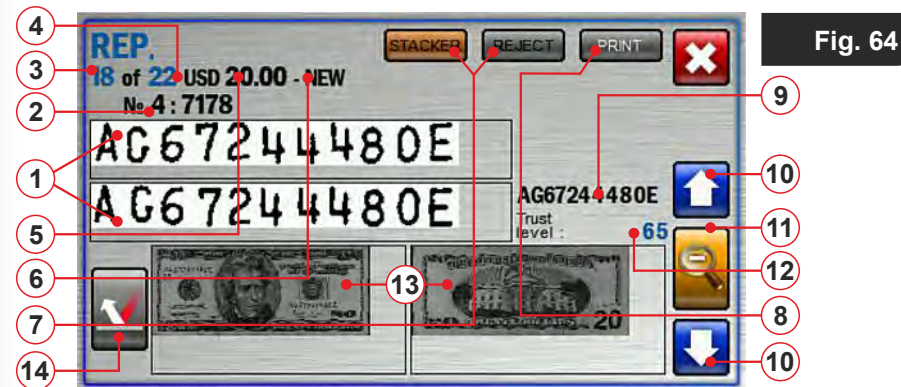 Fig. 64
4
3
2
1
5
6
7
14
REP.
STACKER REJECT PRINT
18 of 22 USD 20.00 - NEW
№ 4 : 7178
AG67244480E
AG67244480E
AG67244480E
Trust
level : 65
20
13
9
10
11
12
8
10